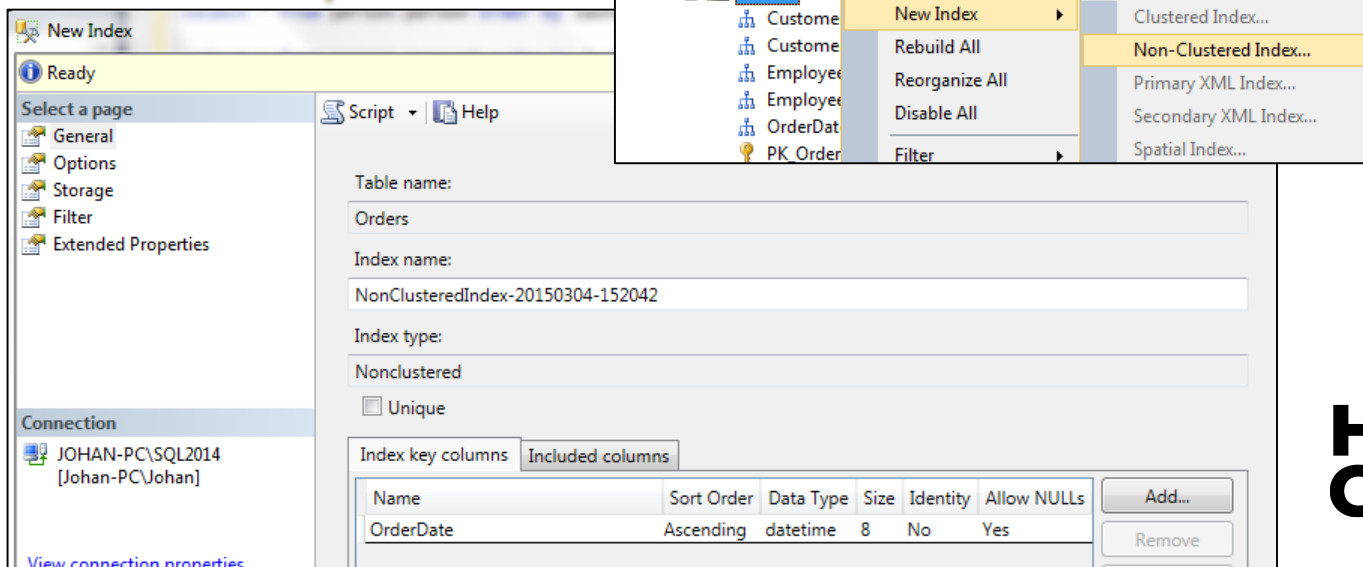 New Index
Ready
Select a page
General
Options
Storage
Filter
Extended Properties
Connection
JOHAN-PC\SQL2014
[Johan-PC\Johan]
View connection properties
Script
Help
Table name:
Orders
Index name:
NonClusteredIndex-20150304-152042
Index type:
Nonclustered
Unique
Index key columns Included columns
Name Sort Order Data Type Size Identity Allow NULLs
OrderDate Ascending datetime 8 No Yes
Add...
Remove
Custome
Custome
Employee
Employee
OrderDat
PK_Order
New Index
Rebuild All
Reorganize All
Disable All
Filter
Clustered Index...
Non-Clustered Index...
Primary XML Index...
Secondary XML Index...
Spatial Index...